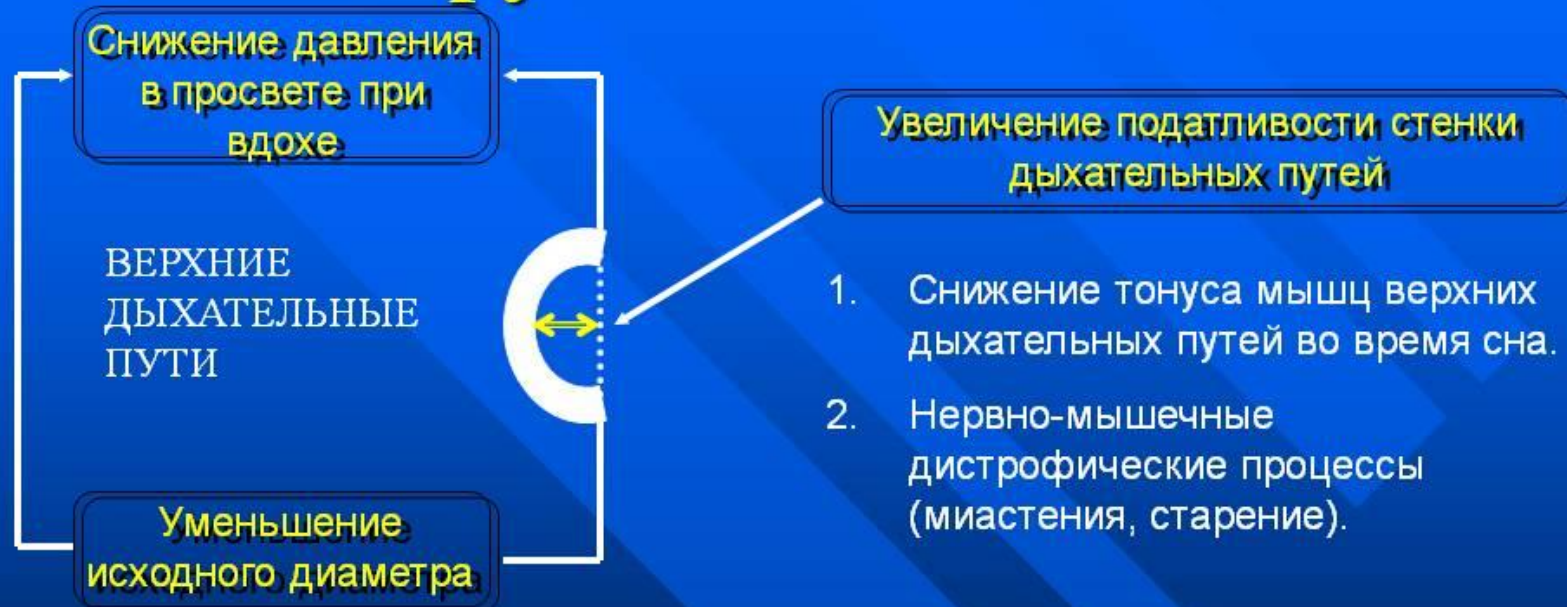 Снижение давления
в просвете при
вдохе
Увеличение податливости стенки
дыхательных путей
ВЕРХНИЕ
ДЫХАТЕЛЬНЫЕ
ПУТИ
1. Снижение тонуса мышц верхних
дыхательных путей во время сна.
2. Нервно-мышечные
дистрофические процессы
(миастения, старение).
Уменьшение
исходного диаметра